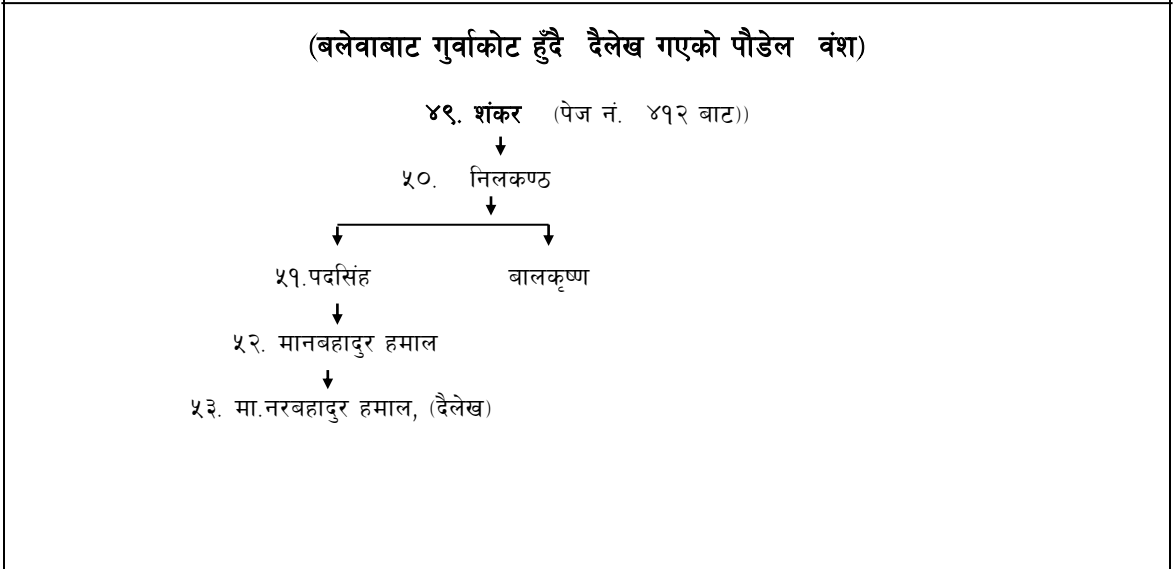 (बलेवाबाट गुर्वाकोट हुँदै दैलेख गएको पौडेल वंश)
४९. शंकर (पेज नं. ४१२ बाट))
५०. निलकण्ठ
५१.पदसिंह बालकृष्ण
५२. मानबहादुर हमाल
५३. मा.नरबहादुर हमाल, (दैलेख)